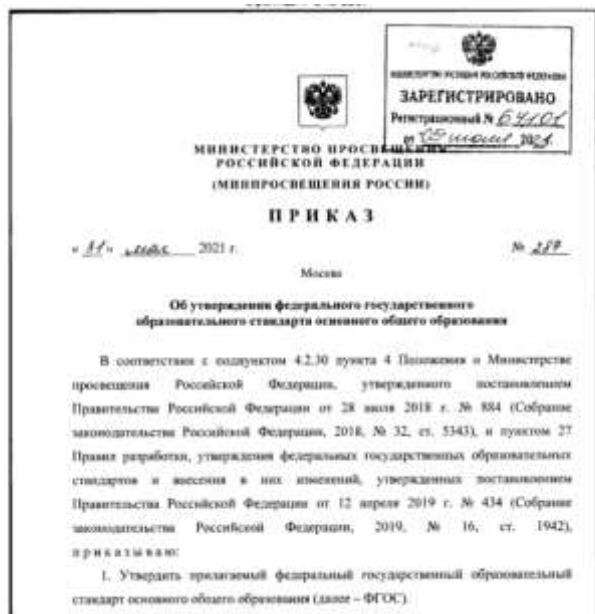 МИНИСТЕРСТВО ЮСТИЦИИ РОССИЙСКОЙ ФЕДЕРАЦИИ
ЗАРЕГИСТРИРОВАНО
Регистрационный № 64101
от 05 июля 2021.
МИНИСТЕРСТВО ПРОСВЕЩЕНИЯ
РОССИЙСКОЙ ФЕДЕРАЦИИ
(МИНПРОСВЕЩЕНИЯ РОССИИ)
ПРИКАЗ
« 31 » мая 2021 г.
№ 287
Москва
Об утверждении федерального государственного
образовательного стандарта основного общего образования
В соответствии с подпунктом 4.2.30 пункта 4 Положения о Министерстве
просвещения Российской Федерации, утвержденного постановлением
Правительства Российской Федерации от 28 июля 2018 г. № 884 (Собрание
законодательства Российской Федерации, 2018, № 32, ст. 5343), и пунктом 27
Правил разработки, утверждения федеральных государственных образовательных
стандартов и внесения в них изменений, утвержденных постановлением
Правительства Российской Федерации от 12 апреля 2019 г. № 434 (Собрание
законодательства Российской Федерации, 2019, № 16, ст. 1942),
приказываю:
1. Утвердить прилагаемый федеральный государственный образовательный
стандарт основного общего образования (далее – ФГОС).